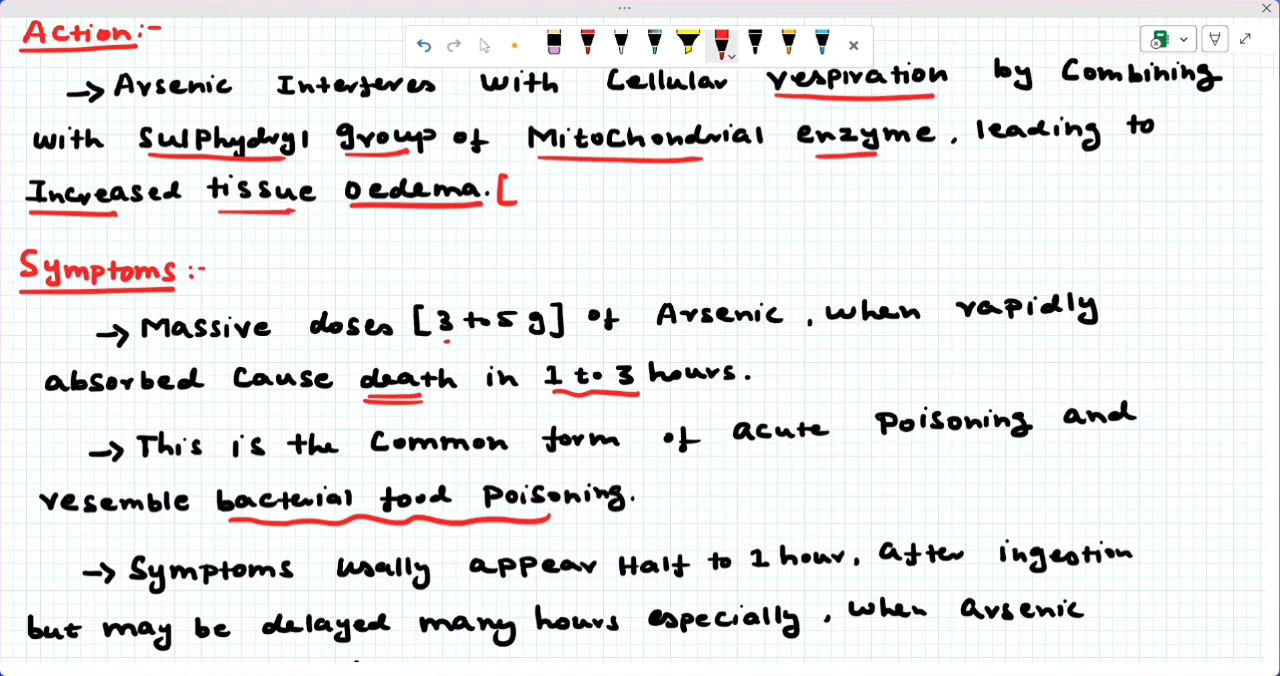 Action :-
→ Arsenic Interferes with Cellular respiration by Combining
with Sulphydryl group of Mitochondrial enzyme, leading to
Increased tissue oedema. [
Symptoms :-
→ Massive doses [3 to 5 g] of Arsenic, when rapidly
absorbed cause death in 1 to 3 hours.
→ This is the Common form of acute Poisoning and
resemble bacterial food Poisoning.
→ Symptoms usally appear Half to 1 hour, after ingestion
but may be delayed many hours especially, when arsenic